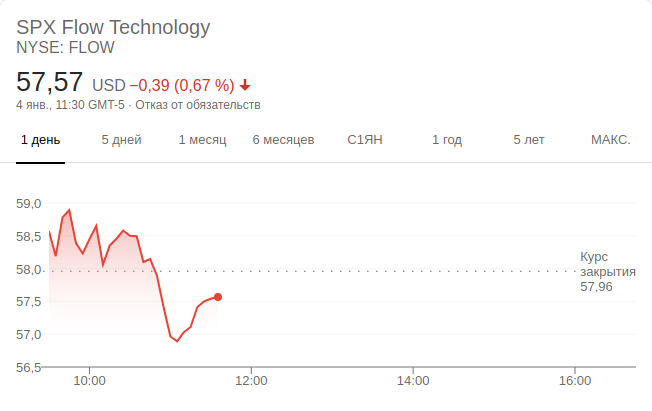 SPX Flow Technology
NYSE: FLOW
57,57 USD −0,39 (0,67 %)
4 янв., 11:30 GMT-5 · Отказ от обязательств
1 день 5 дней 1 месяц 6 месяцев С1ЯН 1 год 5 лет МАКС.
59,0
58,5
58,0
57,5
57,0
56,5
Курс
закрытия
57,96
10:00 12:00 14:00 16:00